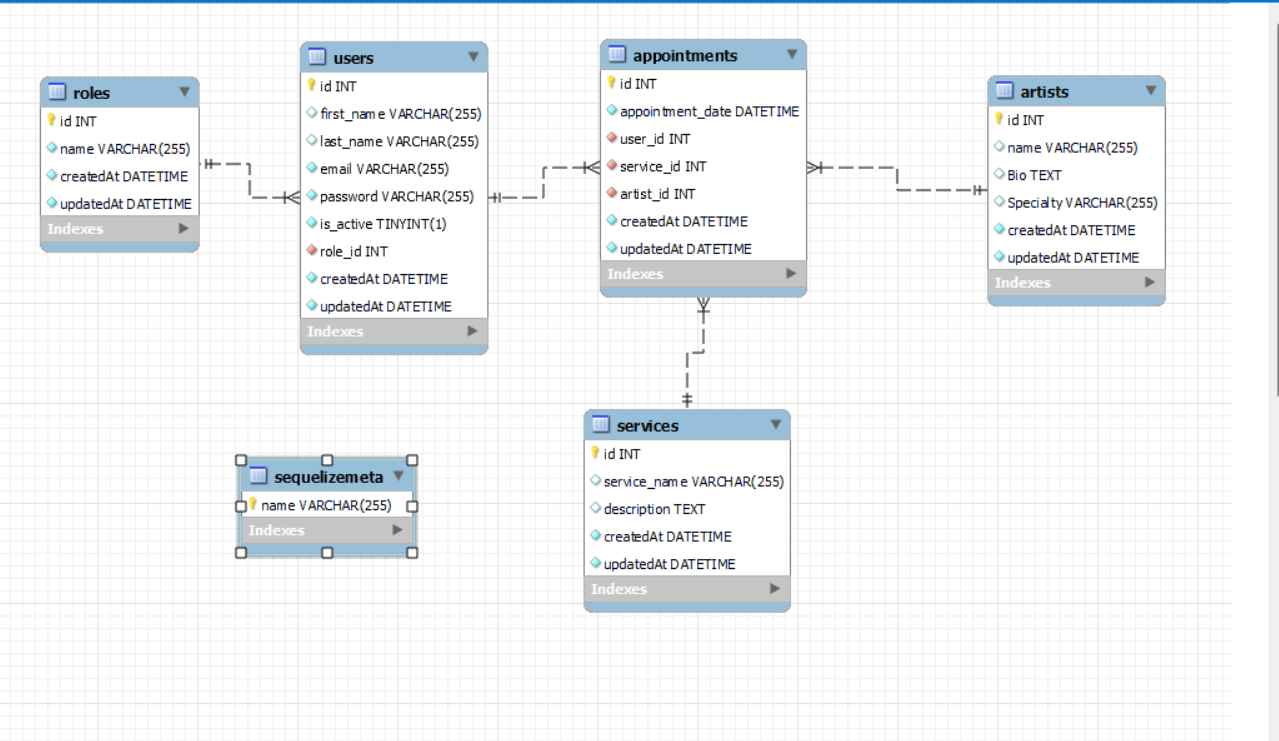 roles
id INT
name VARCHAR(255)
createdAt DATETIME
updatedAt DATETIME
Indexes
users
id INT
first_name VARCHAR(255)
last_name VARCHAR(255)
email VARCHAR(255)
password VARCHAR(255)
is_active TINYINT(1)
role_id INT
createdAt DATETIME
updatedAt DATETIME
Indexes
appointments
id INT
appointment_date DATETIME
user_id INT
service_id INT
artist_id INT
createdAt DATETIME
updatedAt DATETIME
Indexes
artists
id INT
name VARCHAR(255)
Bio TEXT
Specialty VARCHAR(255)
createdAt DATETIME
updatedAt DATETIME
Indexes
sequelizemeta
name VARCHAR(255)
Indexes
services
id INT
service_name VARCHAR(255)
description TEXT
createdAt DATETIME
updatedAt DATETIME
Indexes